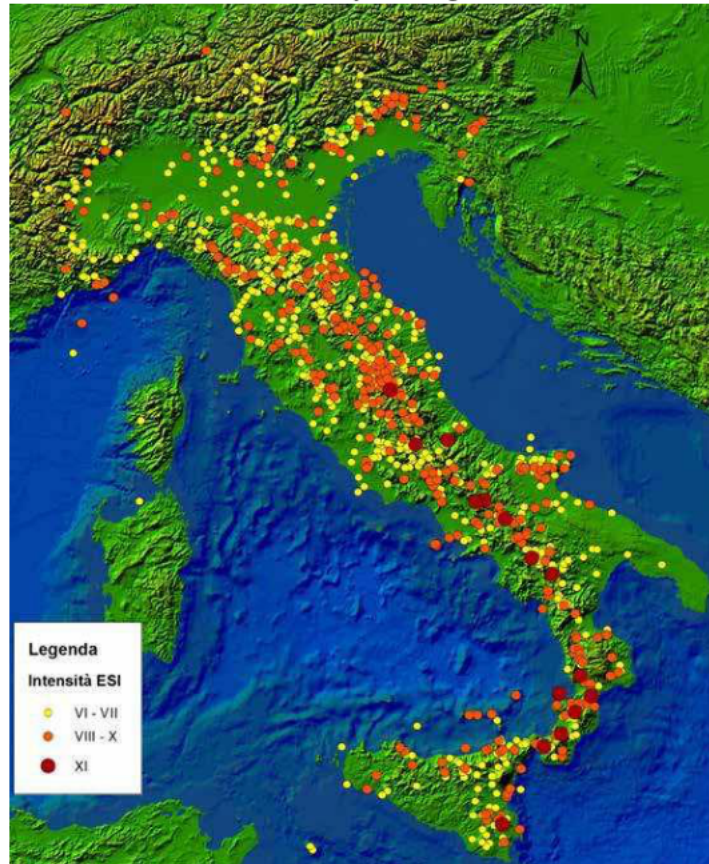 N
Legenda
Intensità ESI
VI - VII
VIII - X
XI